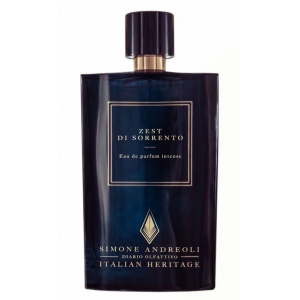 ZEST
DI SORRENTO
Eau de parfum intense
SIMONE ANDREOLI
DIARIO OLFATTIVO
ITALIAN HERITAGE